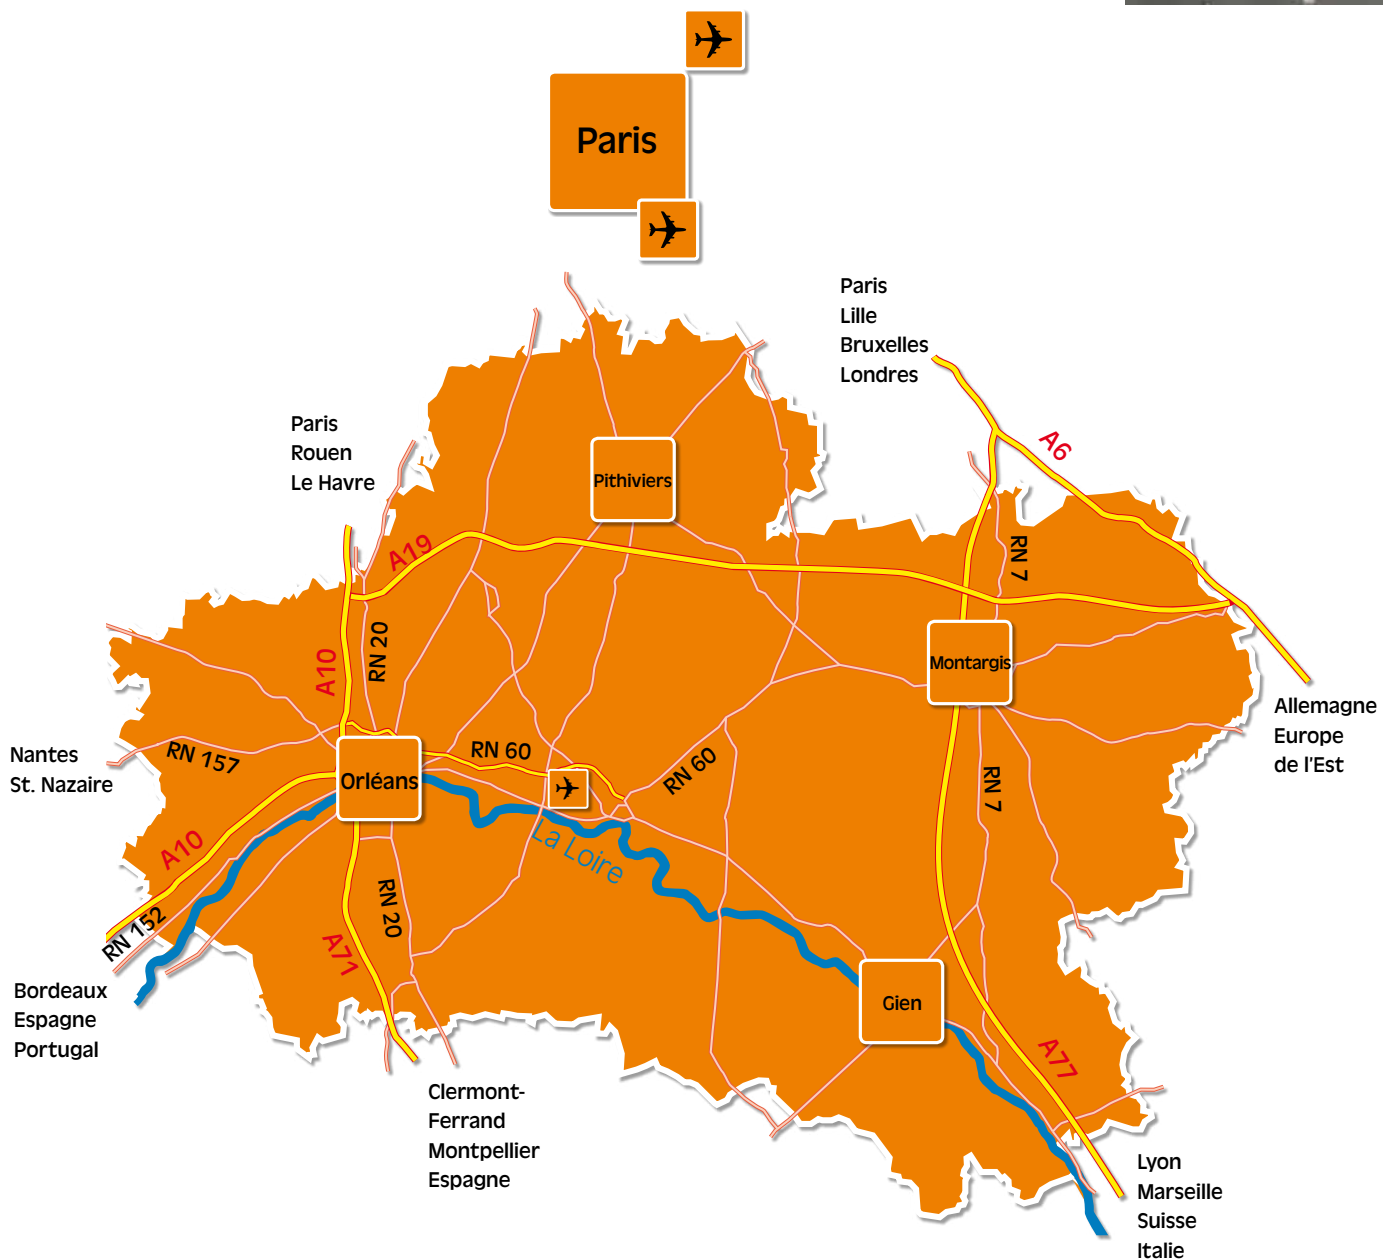 Paris
Paris
Lille
Bruxelles
Londres
Paris
Rouen
Le Havre
A6
Pithiviers
A19
RN 7
RN 20
A10
Montargis
Allemagne
Europe
de l'Est
Nantes
St. Nazaire
RN 157
RN 60
RN 60
Orléans
RN 7
A10
La Loire
RN 20
RN 152
A71
Gien
Bordeaux
Espagne
Portugal
A77
Clermont-
Ferrand
Montpellier
Espagne
Lyon
Marseille
Suisse
Italie